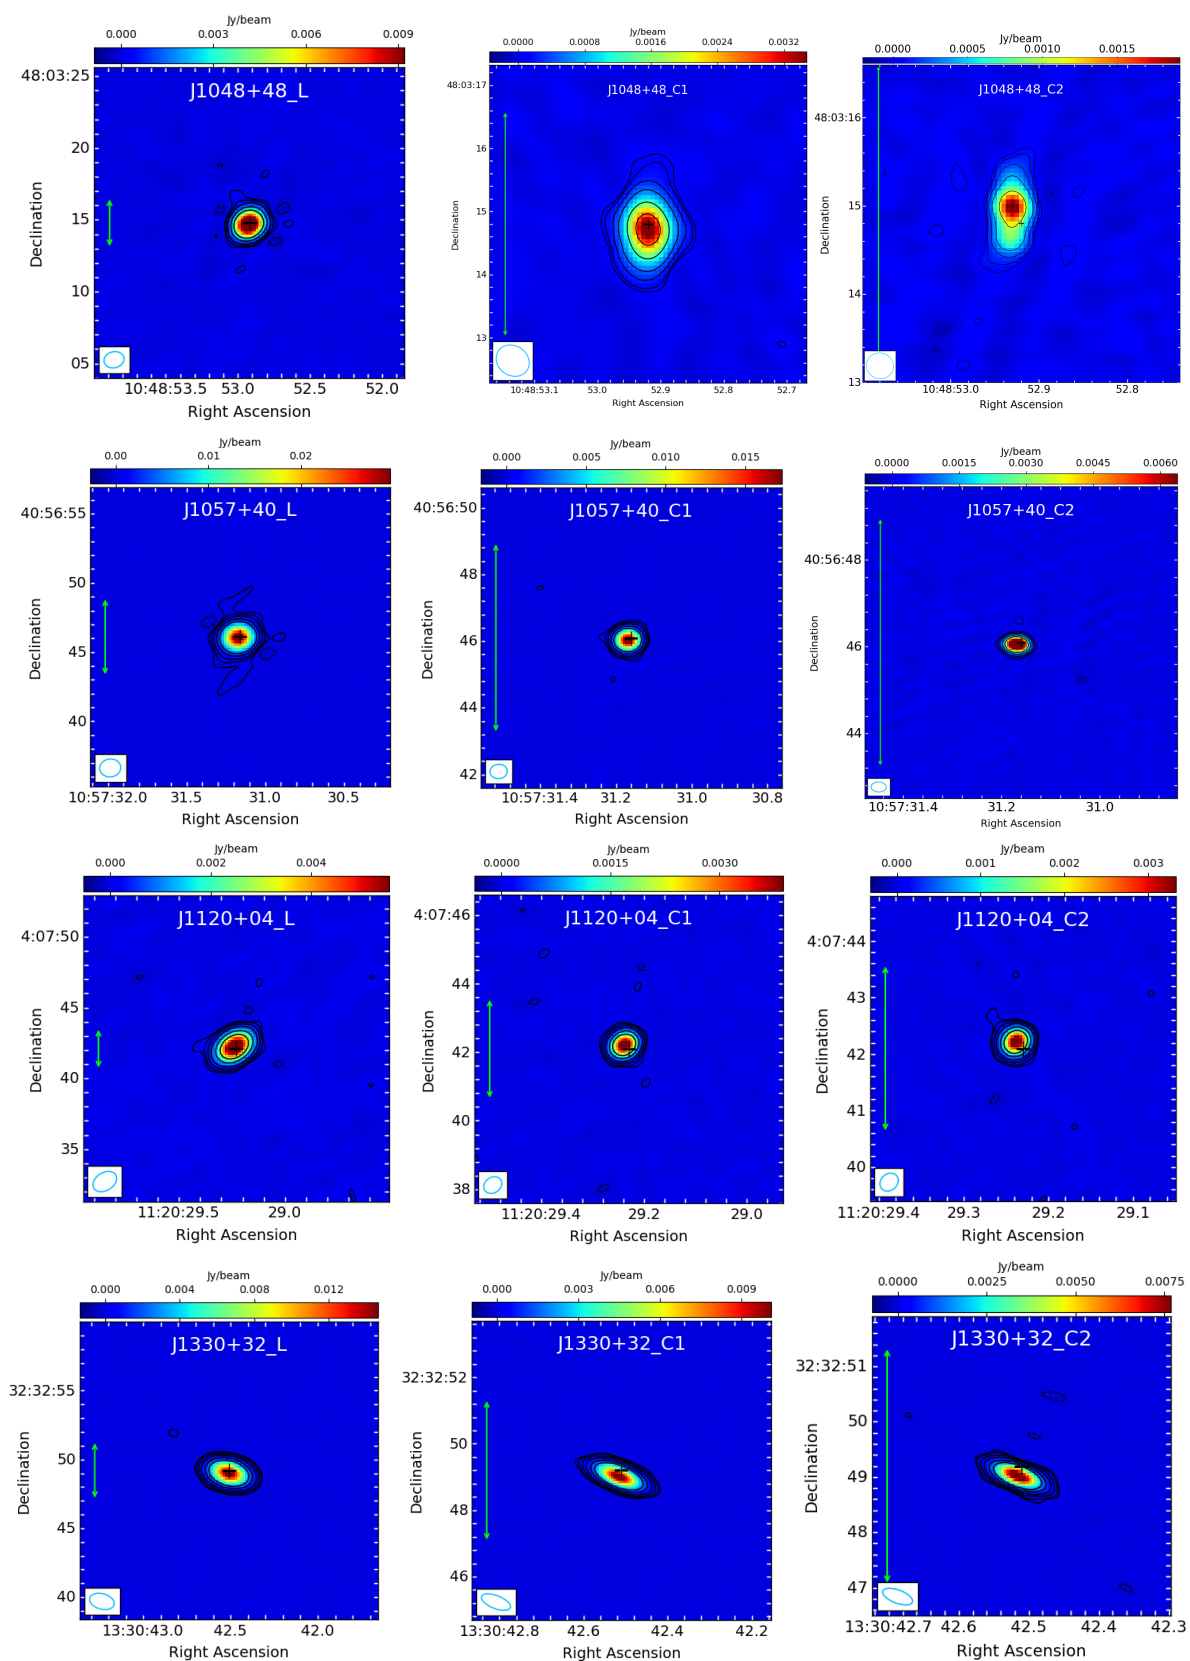 Jy/beam
0.000 0.003 0.006 0.009
J1048+48_L
48:03:25
20
15
10
05
Declination
10:48:53.5 53.0 52.5 52.0
Right Ascension
Jy/beam
0.0000 0.0008 0.0016 0.0024 0.0032
J1048+48_C1
48:03:17
16
15
14
13
Declination
10:48:53.1 53.0 52.9 52.8 52.7
Right Ascension
Jy/beam
0.0000 0.0005 0.0010 0.0015
J1048+48_C2
48:03:16
15
14
13
Declination
10:48:53.0 52.9 52.8
Right Ascension
Jy/beam
0.00 0.01 0.02
J1057+40_L
40:56:55
50
45
40
Declination
10:57:32.0 31.5 31.0 30.5
Right Ascension
Jy/beam
0.000 0.005 0.010 0.015
J1057+40_C1
40:56:50
48
46
44
42
Declination
10:57:31.4 31.2 31.0 30.8
Right Ascension
Jy/beam
0.0000 0.0015 0.0030 0.0045 0.0060
J1057+40_C2
40:56:48
46
44
Declination
10:57:31.4 31.2 31.0
Right Ascension
Jy/beam
0.000 0.002 0.004
J1120+04_L
4:07:50
45
40
35
Declination
11:20:29.5 29.0
Right Ascension
Jy/beam
0.0000 0.0015 0.0030
J1120+04_C1
4:07:46
44
42
40
38
Declination
11:20:29.4 29.2 29.0
Right Ascension
Jy/beam
0.000 0.001 0.002 0.003
J1120+04_C2
4:07:44
43
42
41
40
Declination
11:20:29.4 29.3 29.2 29.1
Right Ascension
Jy/beam
0.000 0.004 0.008 0.012
J1330+32_L
32:32:55
50
45
40
Declination
13:30:43.0 42.5 42.0
Right Ascension
Jy/beam
0.000 0.003 0.006 0.009
J1330+32_C1
32:32:52
50
48
46
Declination
13:30:42.8 42.6 42.4 42.2
Right Ascension
Jy/beam
0.0000 0.0025 0.0050 0.0075
J1330+32_C2
32:32:51
50
49
48
47
Declination
13:30:42.7 42.6 42.5 42.4 42.3
Right Ascension